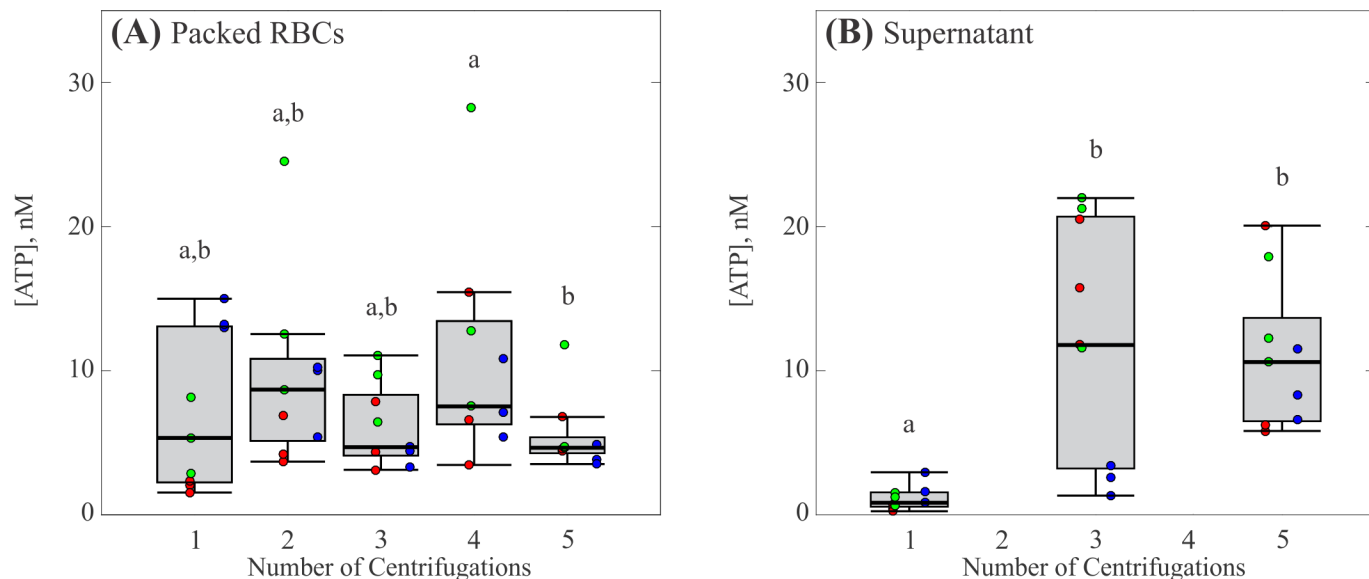 (A) Packed RBCs
[ATP], nM
30
20
10
0
a,b
a,b
a,b
a
b
1 2 3 4 5
Number of Centrifugations
(B) Supernatant
[ATP], nM
30
20
10
0
a
b
b
1 2 3 4 5
Number of Centrifugations